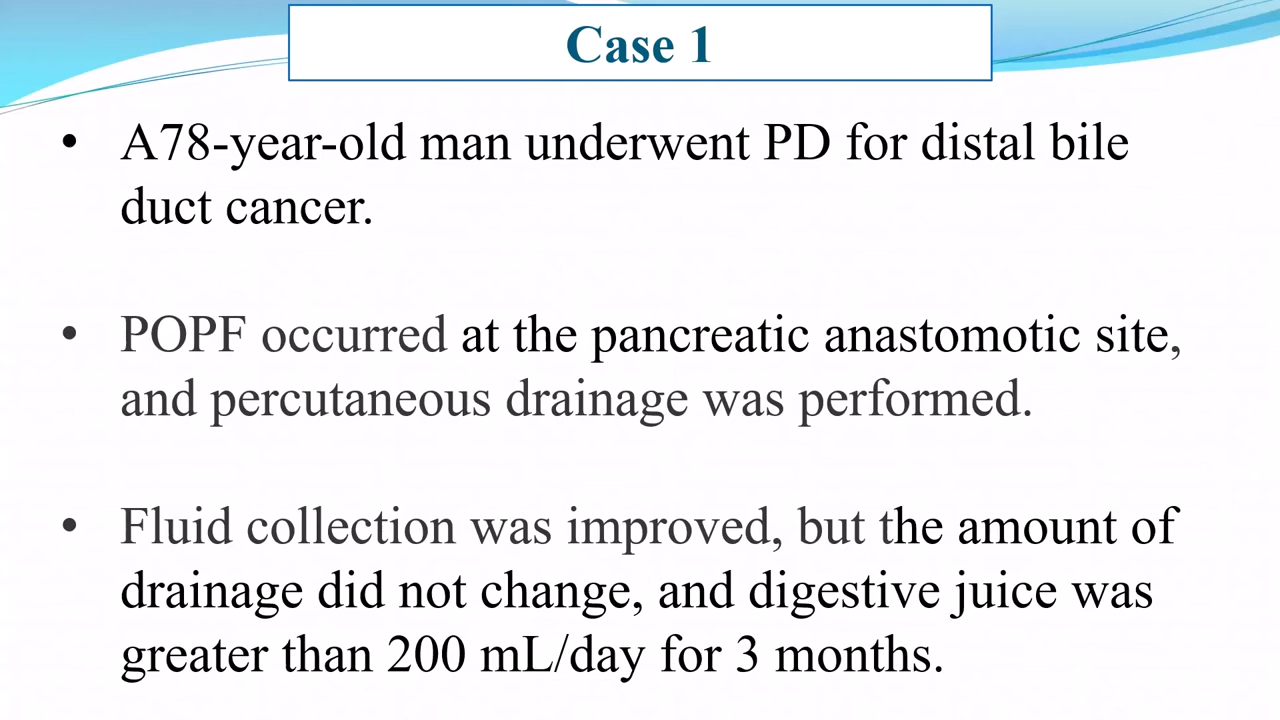 Case 1
• A78-year-old man underwent PD for distal bile
duct cancer.
• POPF occurred at the pancreatic anastomotic site,
and percutaneous drainage was performed.
• Fluid collection was improved, but the amount of
drainage did not change, and digestive juice was
greater than 200 mL/day for 3 months.